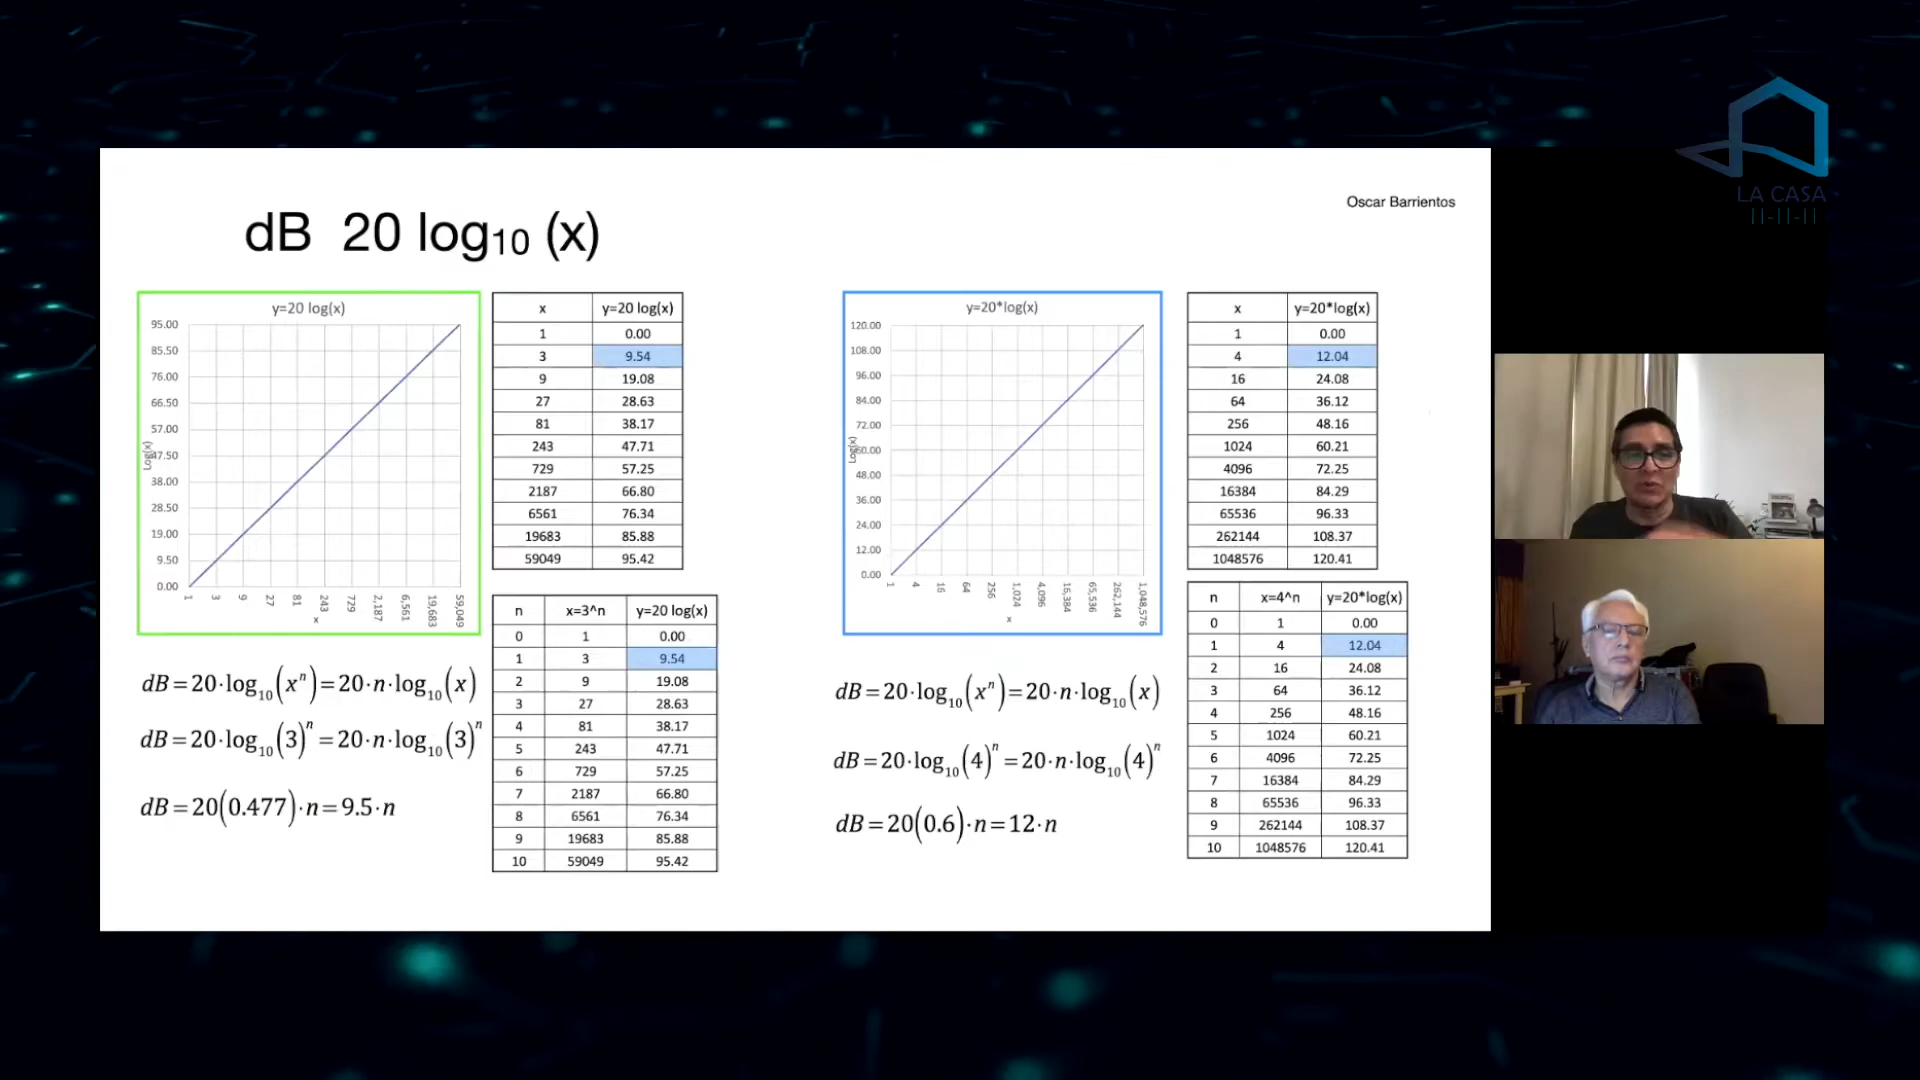 LA CASA
||-||-||
Oscar Barrientos
dB 20 log₁₀ (x)
y=20 log(x)
95.00
85.50
76.00
66.50
57.00
47.50
38.00
28.50
19.00
9.50
0.00
Log(x)
1 3 9 27 81 243 729 2,187 6,561 19,683 59,049
x
x y=20 log(x)
1 0.00
3 9.54
9 19.08
27 28.63
81 38.17
243 47.71
729 57.25
2187 66.80
6561 76.34
19683 85.88
59049 95.42
n x=3^n y=20 log(x)
0 1 0.00
1 3 9.54
2 9 19.08
3 27 28.63
4 81 38.17
5 243 47.71
6 729 57.25
7 2187 66.80
8 6561 76.34
9 19683 85.88
10 59049 95.42
dB=20·log₁₀(xⁿ)=20·n·log₁₀(x)
dB=20·log₁₀(3)ⁿ=20·n·log₁₀(3)ⁿ
dB=20(0.477)·n=9.5·n
y=20*log(x)
120.00
108.00
96.00
84.00
72.00
60.00
48.00
36.00
24.00
12.00
0.00
Log(x)
1 4 16 64 256 1,024 4,096 16,384 65,536 262,144 1,048,576
x
x y=20*log(x)
1 0.00
4 12.04
16 24.08
64 36.12
256 48.16
1024 60.21
4096 72.25
16384 84.29
65536 96.33
262144 108.37
1048576 120.41
n x=4^n y=20*log(x)
0 1 0.00
1 4 12.04
2 16 24.08
3 64 36.12
4 256 48.16
5 1024 60.21
6 4096 72.25
7 16384 84.29
8 65536 96.33
9 262144 108.37
10 1048576 120.41
dB=20·log₁₀(xⁿ)=20·n·log₁₀(x)
dB=20·log₁₀(4)ⁿ=20·n·log₁₀(4)ⁿ
dB=20(0.6)·n=12·n